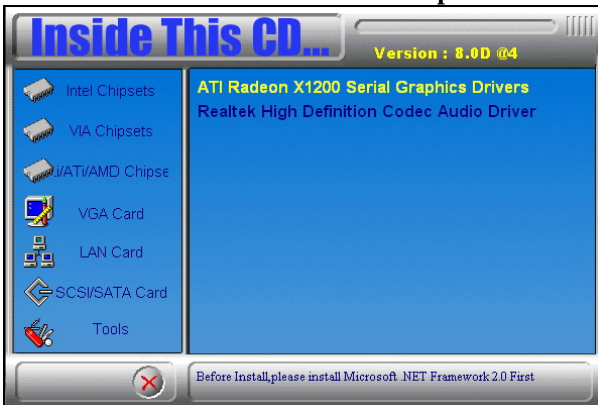 Inside This CD...
Version : 8.0D @4
Intel Chipsets
VIA Chipsets
i/ATi/AMD Chipse
VGA Card
LAN Card
SCSI/SATA Card
Tools
ATI Radeon X1200 Serial Graphics Drivers
Realtek High Definition Codec Audio Driver
Before Install,please install Microsoft .NET Framework 2.0 First